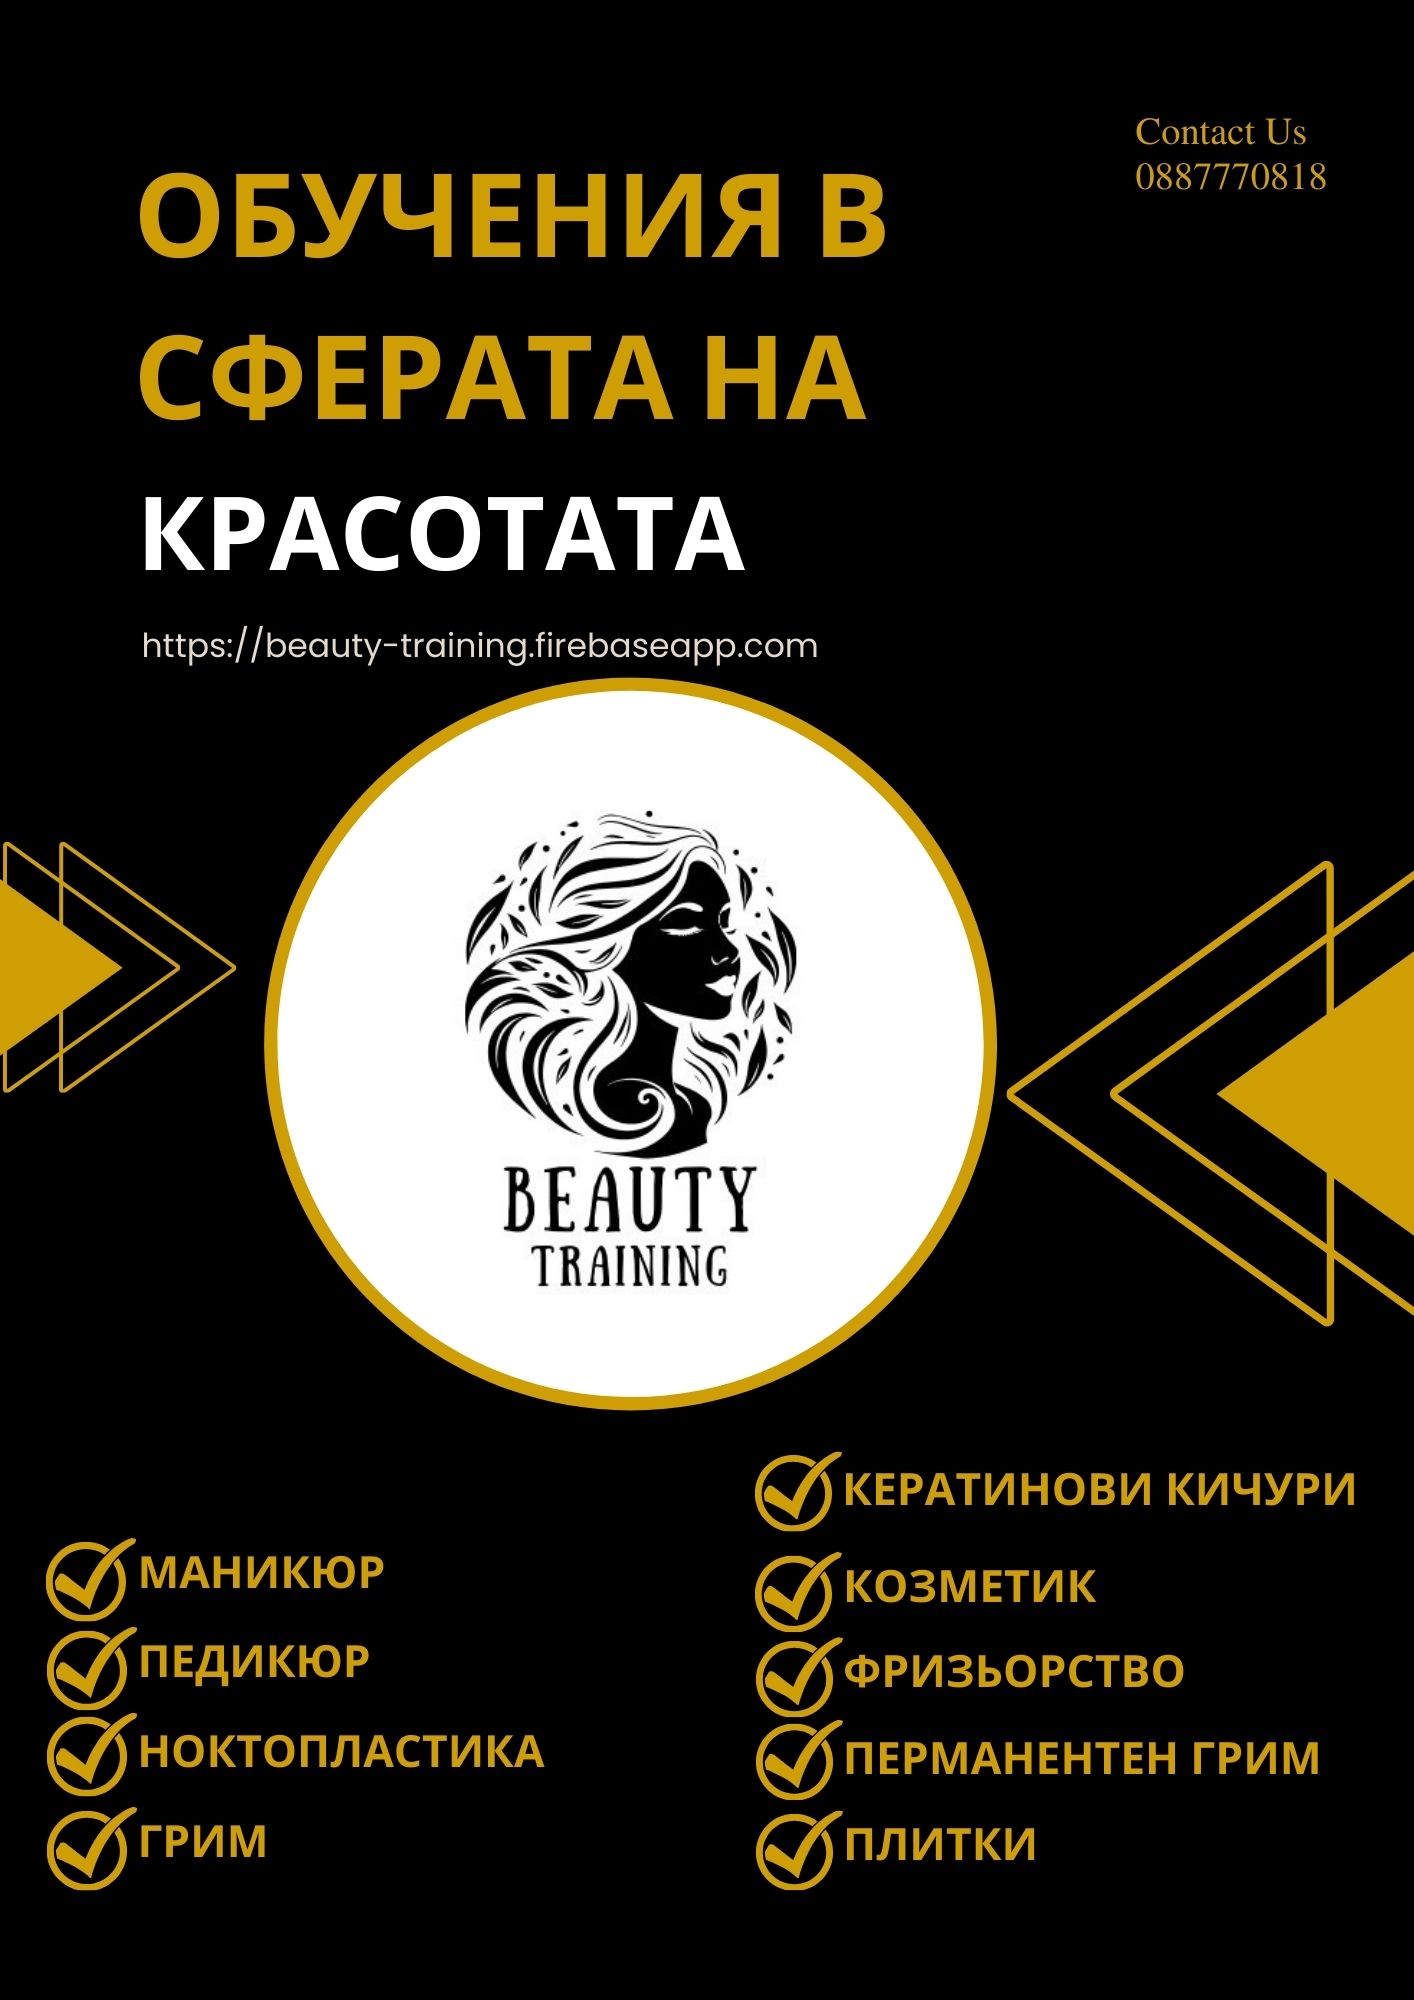 Contact Us
0887770818
ОБУЧЕНИЯ В
СФЕРАТА НА
КРАСОТАТА
https://beauty-training.firebaseapp.com
BEAUTY
TRAINING
МАНИКЮР
ПЕДИКЮР
НОКТОПЛАСТИКА
ГРИМ
КЕРАТИНОВИ КИЧУРИ
КОЗМЕТИК
ФРИЗЬОРСТВО
ПЕРМАНЕНТЕН ГРИМ
ПЛИТКИ